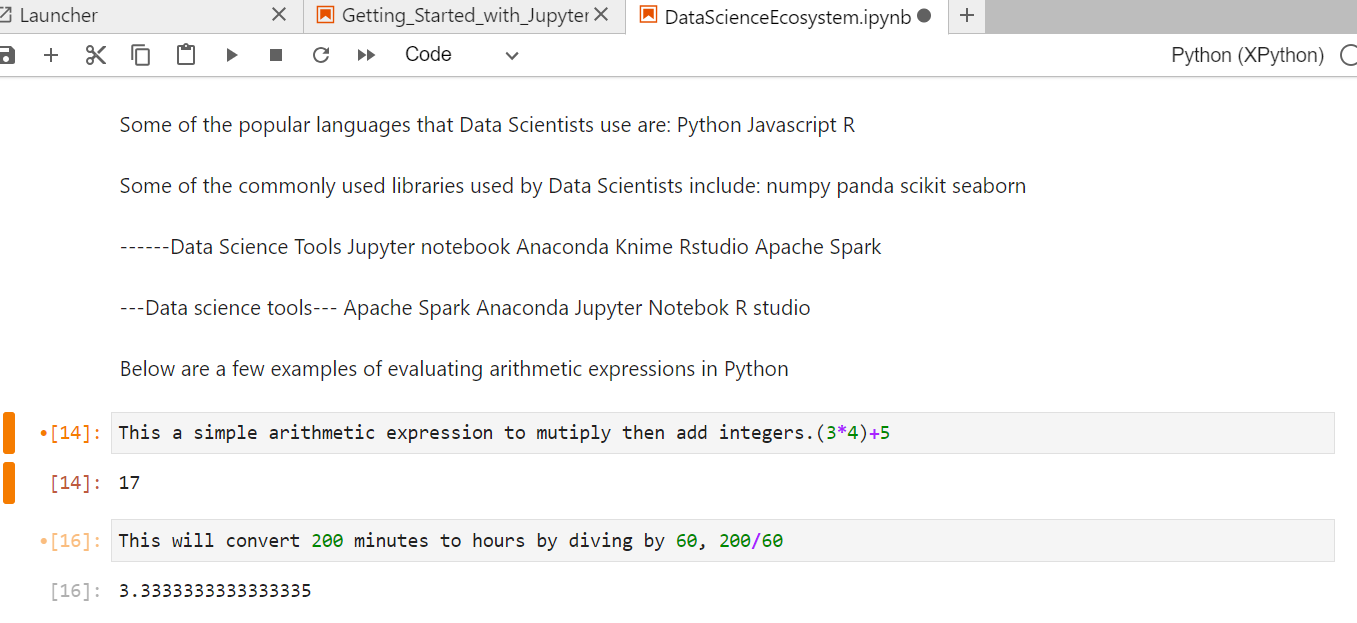 Launcher
Getting_Started_with_Jupyter
DataScienceEcosystem.ipynb
Code
Python (XPython)
Some of the popular languages that Data Scientists use are: Python Javascript R
Some of the commonly used libraries used by Data Scientists include: numpy panda scikit seaborn
------Data Science Tools Jupyter notebook Anaconda Knime Rstudio Apache Spark
---Data science tools--- Apache Spark Anaconda Jupyter Notebok R studio
Below are a few examples of evaluating arithmetic expressions in Python
•[14]: This a simple arithmetic expression to mutiply then add integers.(3*4)+5
[14]: 17
•[16]: This will convert 200 minutes to hours by diving by 60, 200/60
[16]: 3.3333333333333335